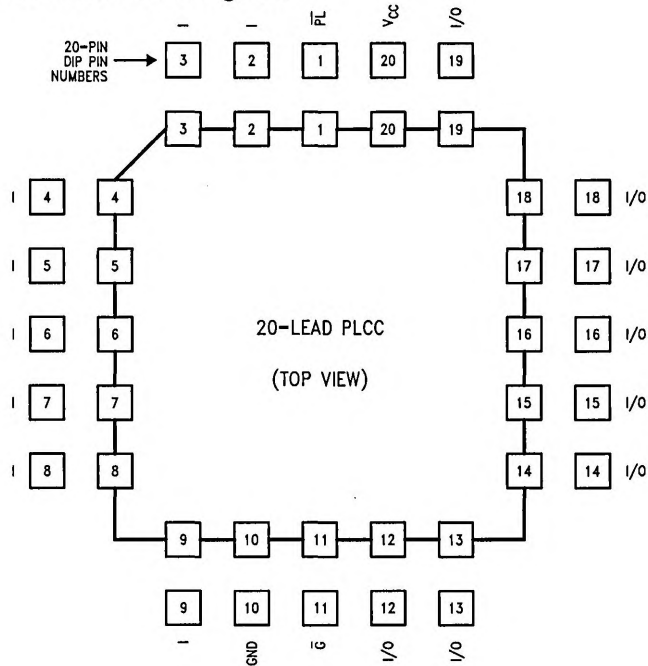 I I P̅L̅ VCC I/O
20-PIN
DIP PIN
NUMBERS
3 2 1 20 19
3 2 1 20 19
I 4 4 18 18 I/O
I 5 5 17 17 I/O
I 6 6 16 16 I/O
20-LEAD PLCC
(TOP VIEW)
I 7 7 15 15 I/O
I 8 8 14 14 I/O
9 10 11 12 13
9 10 11 12 13
I GND G̅ I/O I/O